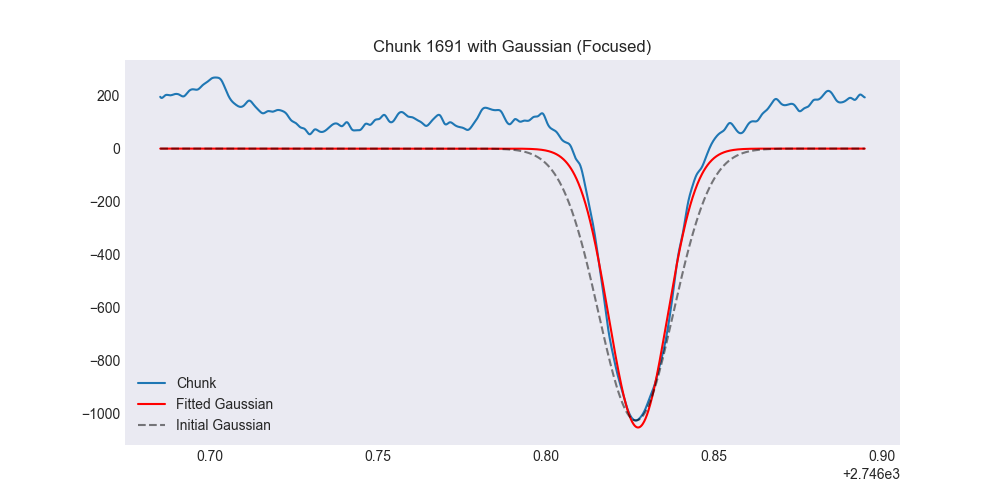 Chunk 1691 with Gaussian (Focused)
200
0
−200
−400
−600
−800
−1000
Chunk
Fitted Gaussian
Initial Gaussian
0.70
0.75
0.80
0.85
0.90
+2.746e3